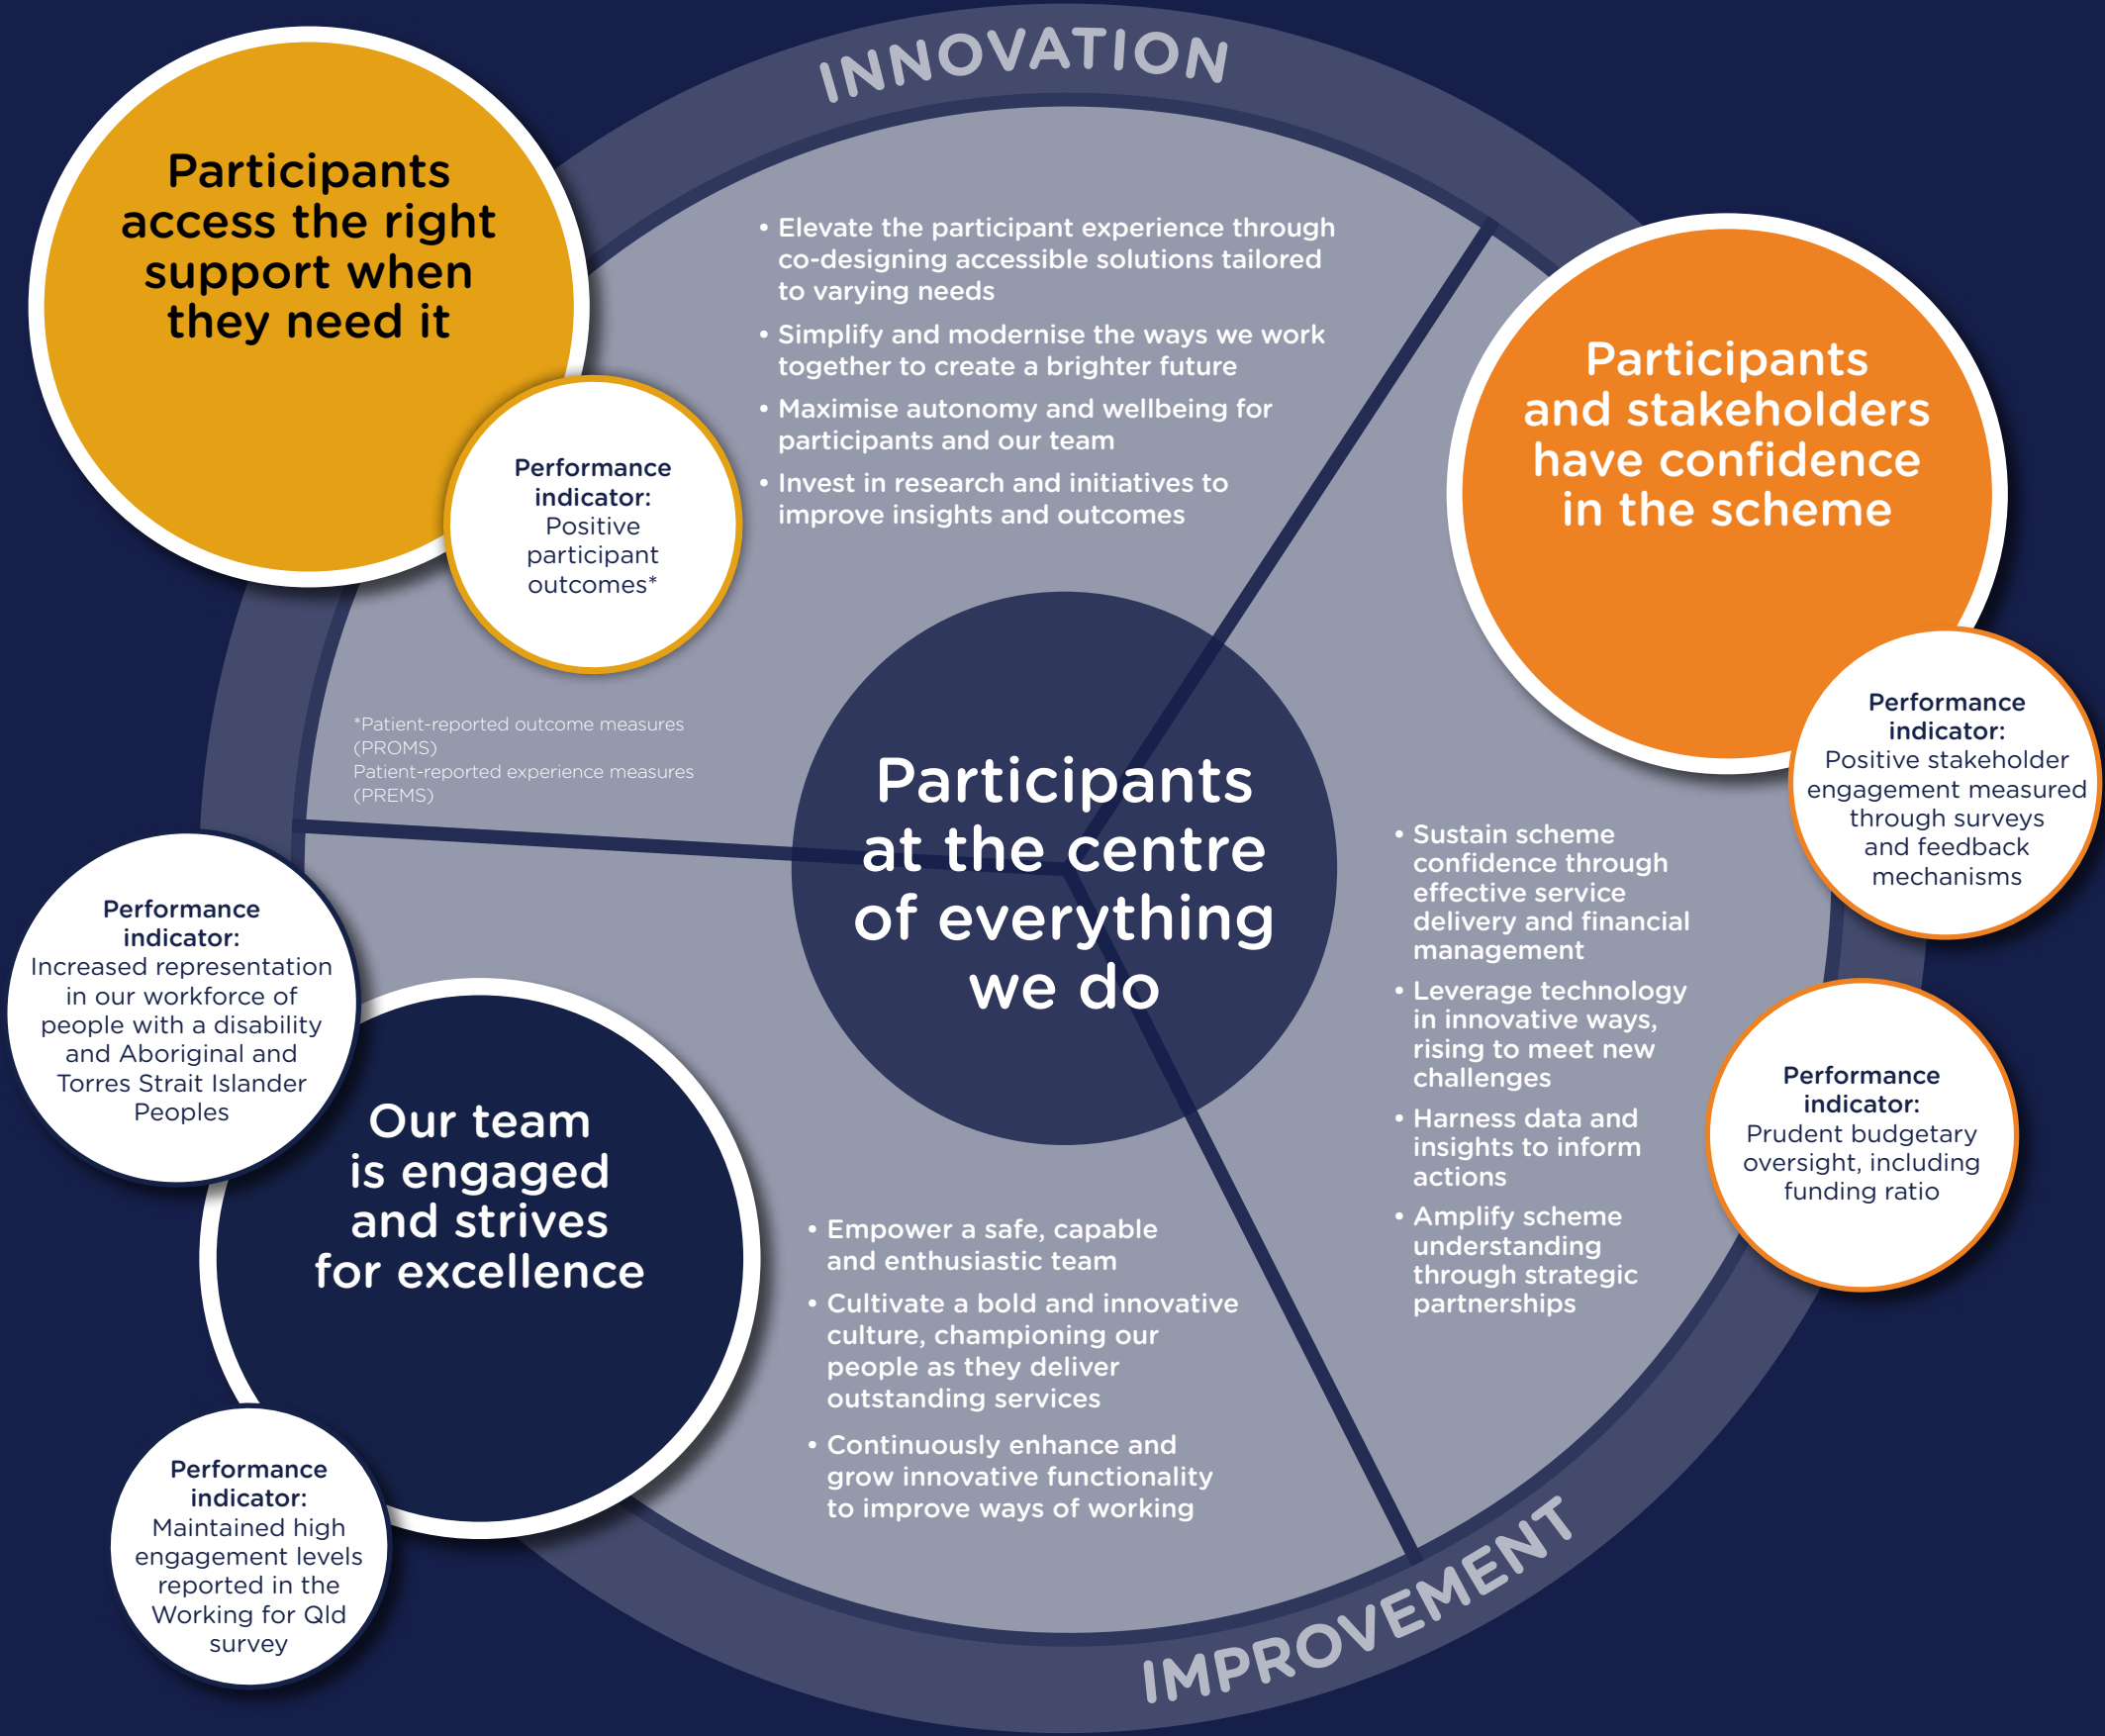 INNOVATION
Participants
access the right
support when
they need it
Performance
indicator:
Positive
participant
outcomes*
• Elevate the participant experience through
co-designing accessible solutions tailored
to varying needs
• Simplify and modernise the ways we work
together to create a brighter future
• Maximise autonomy and wellbeing for
participants and our team
• Invest in research and initiatives to
improve insights and outcomes
*Patient-reported outcome measures
(PROMS)
Patient-reported experience measures
(PREMS)
Participants
and stakeholders
have confidence
in the scheme
Performance
indicator:
Positive stakeholder
engagement measured
through surveys
and feedback
mechanisms
Participants
at the centre
of everything
we do
• Sustain scheme
confidence through
effective service
delivery and financial
management
• Leverage technology
in innovative ways,
rising to meet new
challenges
• Harness data and
insights to inform
actions
• Amplify scheme
understanding
through strategic
partnerships
Performance
indicator:
Prudent budgetary
oversight, including
funding ratio
Performance
indicator:
Increased representation
in our workforce of
people with a disability
and Aboriginal and
Torres Strait Islander
Peoples
Our team
is engaged
and strives
for excellence
• Empower a safe, capable
and enthusiastic team
• Cultivate a bold and innovative
culture, championing our
people as they deliver
outstanding services
• Continuously enhance and
grow innovative functionality
to improve ways of working
Performance
indicator:
Maintained high
engagement levels
reported in the
Working for Qld
survey
IMPROVEMENT